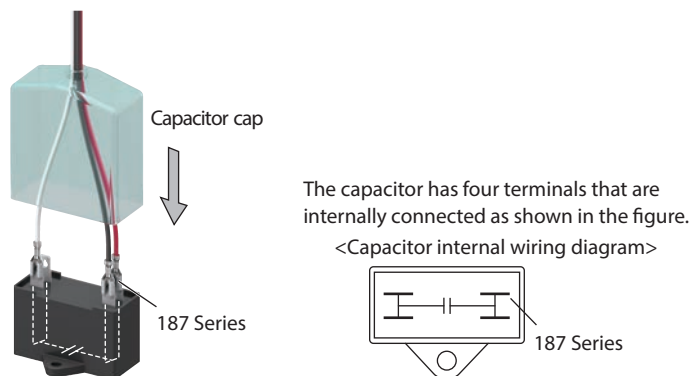 Capacitor cap
187 Series
The capacitor has four terminals that are
internally connected as shown in the figure.
<Capacitor internal wiring diagram>
187 Series